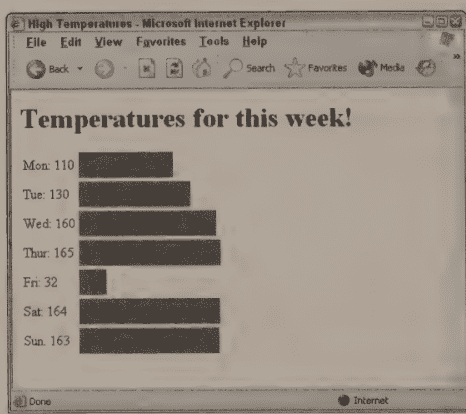 High Temperatures - Microsoft Internet Explorer
File Edit View Favorites Tools Help
Back Search Favorites Media
Temperatures for this week!
Mon: 110
Tue: 130
Wed: 160
Thur: 165
Fri: 32
Sat: 164
Sun. 163
Done Internet